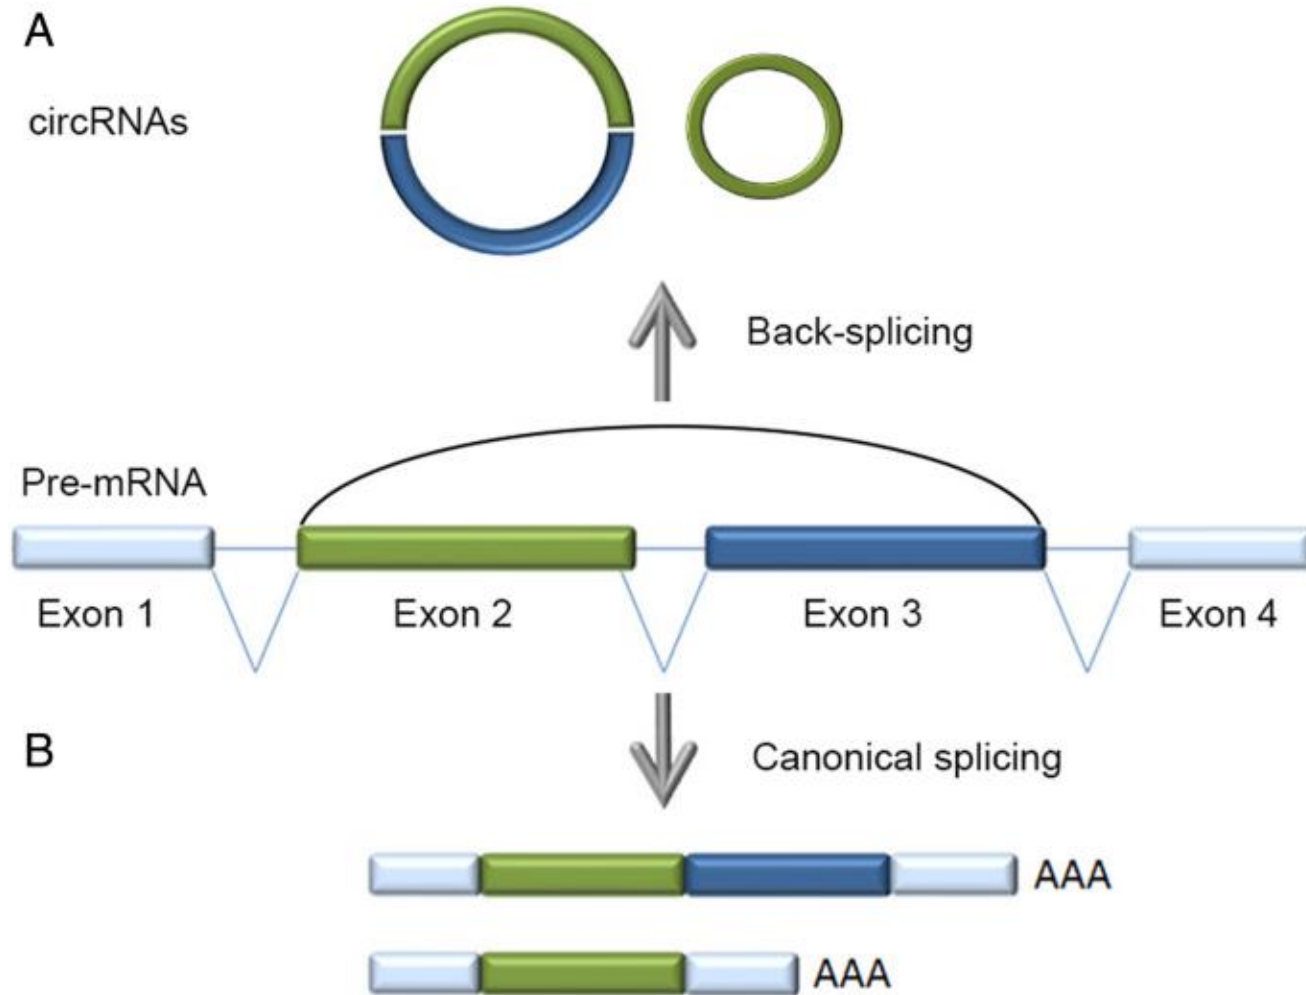 A
circRNAs
Back-splicing
Pre-mRNA
Exon 1
Exon 2
Exon 3
Exon 4
B
Canonical splicing
AAA
AAA